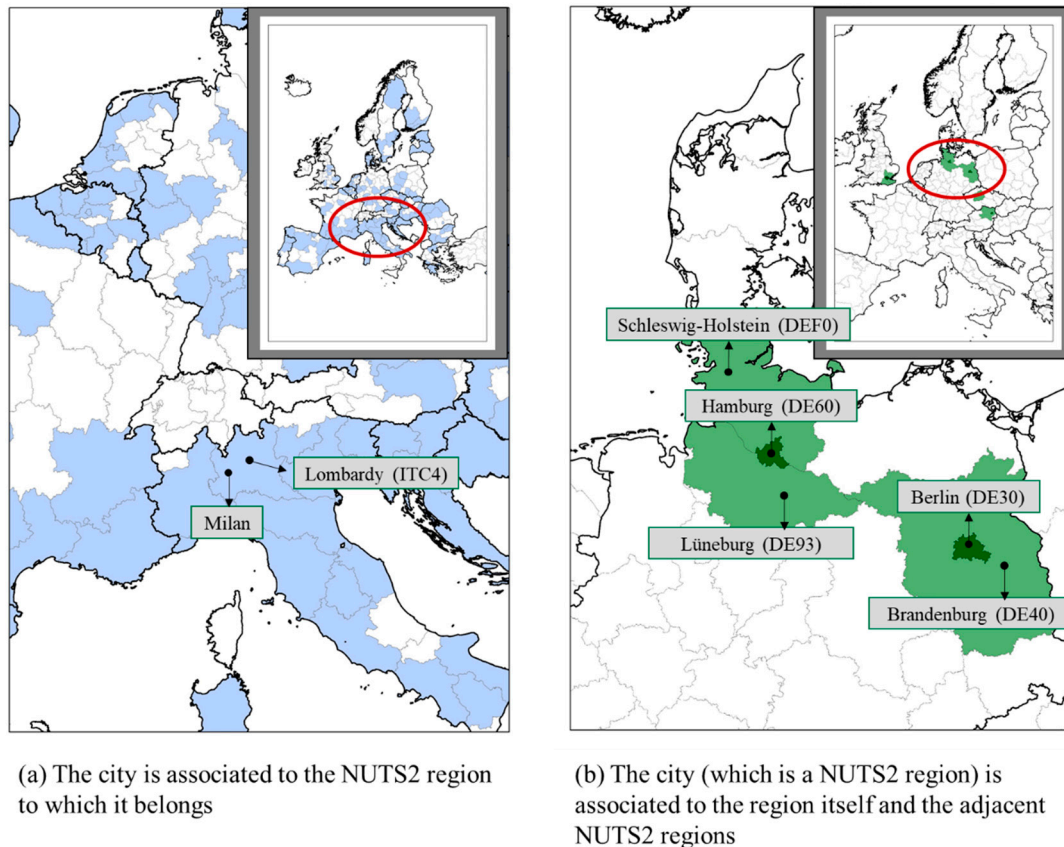 Lombardy (ITC4)
Milan
(a) The city is associated to the NUTS2 region
to which it belongs
Schleswig-Holstein (DEF0)
Hamburg (DE60)
Lüneburg (DE93)
Berlin (DE30)
Brandenburg (DE40)
(b) The city (which is a NUTS2 region) is
associated to the region itself and the adjacent
NUTS2 regions